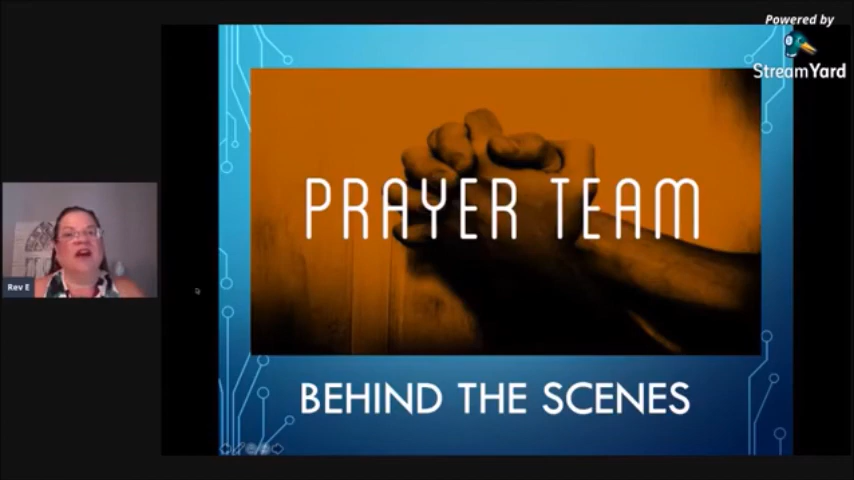 Powered by
StreamYard
PRAYER TEAM
Rev E
BEHIND THE SCENES